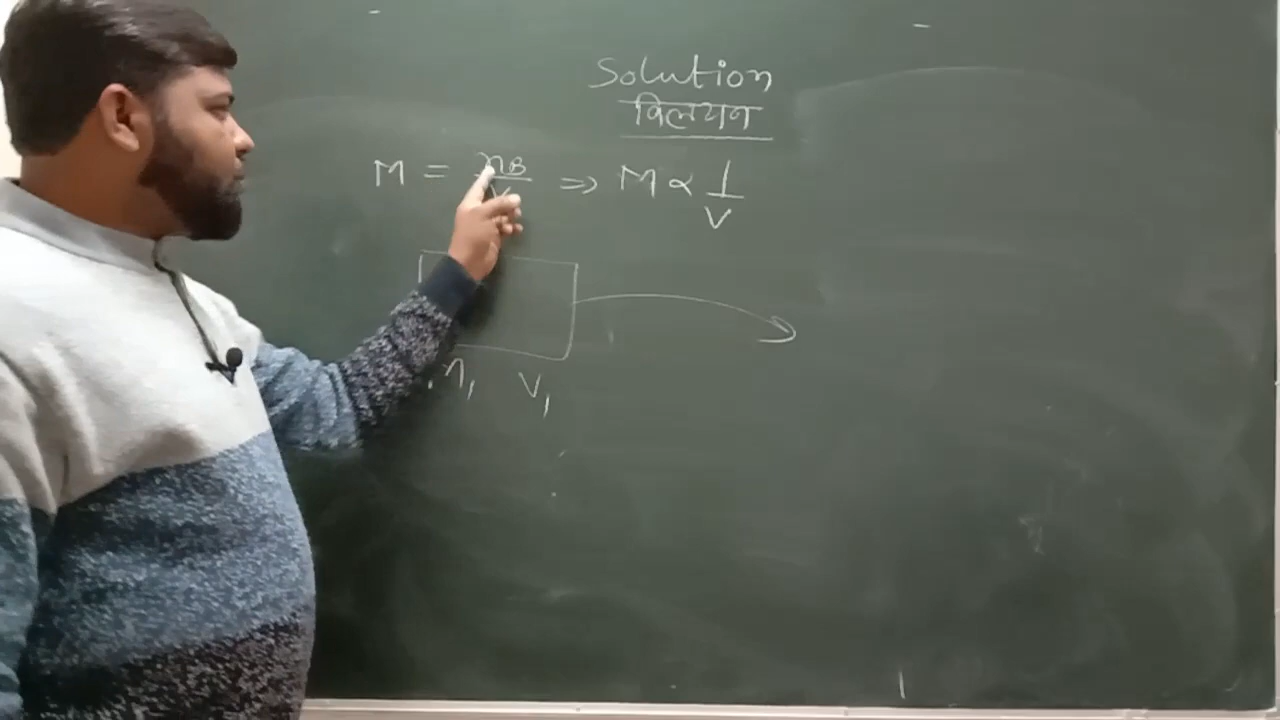 Solution
विलयन
M = nB/V => M ∝ 1/V
n1 V1